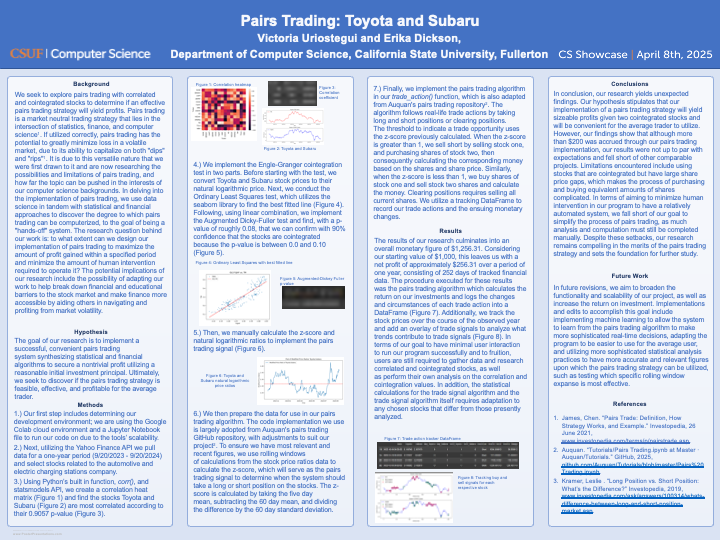 Pairs Trading: Toyota and Subaru
Victoria Uriostegui and Erika Dickson,
Department of Computer Science, California State University, Fullerton
CSUF | Computer Science
CS Showcase | April 8th, 2025
Background
We seek to explore pairs trading with correlated
and cointegrated stocks to determine if an effective
pairs trading strategy will yield profits. Pairs trading
is a market neutral trading strategy that lies in the
intersection of statistics, finance, and computer
science¹. If utilized correctly, pairs trading has the
potential to greatly minimize loss in a volatile
market, due to its ability to capitalize on both "dips"
and "rips". It is due to this versatile nature that we
were first drawn to it and are now researching the
possibilities and limitations of pairs trading, and
how far the topic can be pushed in the interests of
our computer science backgrounds. In delving into
the implementation of pairs trading, we use data
science in tandem with statistical and financial
approaches to discover the degree to which pairs
trading can be computerized, to the goal of being a
"hands-off" system. The research question behind
our work is: to what extent can we design our
implementation of pairs trading to maximize the
amount of profit gained within a specified period
and minimize the amount of human intervention
required to operate it? The potential implications of
our research include the possibility of adapting our
work to help break down financial and educational
barriers to the stock market and make finance more
accessible by aiding others in navigating and
profiting from market volatility.
Hypothesis
The goal of our research is to implement a
successful, convenient pairs trading
system synthesizing statistical and financial
algorithms to secure a nontrivial profit utilizing a
reasonable initial investment principal. Ultimately,
we seek to discover if the pairs trading strategy is
feasible, effective, and profitable for the average
trader.
Methods
1.) Our first step includes determining our
development environment; we are using the Google
Colab cloud environment and a Jupyter Notebook
file to run our code on due to the tools' scalability.
2.) Next, utilizing the Yahoo Finance API we pull
data for a one-year period (9/20/2023 - 9/20/2024)
and select stocks related to the automotive and
electric charging stations company.
3.) Using Python's built in function, corr(), and
statsmodels API, we create a correlation heat
matrix (Figure 1) and find the stocks Toyota and
Subaru (Figure 2) are most correlated according to
their 0.9057 p-value (Figure 3).
Figure 1: Correlation heatmap
Figure 3:
Correlation
coefficient
Figure 2: Toyota and Subaru
4.) We implement the Engle-Granger cointegration
test in two parts. Before starting with the test, we
convert Toyota and Subaru stock prices to their
natural logarithmic price. Next, we conduct the
Ordinary Least Squares test, which utilizes the
seaborn library to find the best fitted line (Figure 4).
Following, using linear combination, we implement
the Augmented Dicky-Fuller test and find, with a p-
value of roughly 0.08, that we can confirm with 90%
confidence that the stocks are cointegrated
because the p-value is between 0.0 and 0.10
(Figure 5).
Figure 4: Ordinary Least Squares with best fitted line
Figure 5: Augmented Dickey Fuller
p-value
5.) Then, we manually calculate the z-score and
natural logarithmic ratios to implement the pairs
trading signal (Figure 6).
Figure 6: Toyota and
Subaru natural logarithmic
price ratios
6.) We then prepare the data for use in our pairs
trading algorithm. The code implementation we use
is largely adopted from Auquan's pairs trading
GitHub repository, with adjustments to suit our
project². To ensure we have most relevant and
recent figures, we use rolling windows
of calculations from the stock price ratios data to
calculate the z-score, which will serve as the pairs
trading signal to determine when the system should
take a long or short position on the stocks. The z-
score is calculated by taking the five day
mean, subtracting the 60 day mean, and dividing
the difference by the 60 day standard deviation.
7.) Finally, we implement the pairs trading algorithm
in our trade_action() function, which is also adapted
from Auquan's pairs trading repository². The
algorithm follows real-life trade actions by taking
long and short positions or clearing positions.
The threshold to indicate a trade opportunity uses
the z-score previously calculated. When the z-score
is greater than 1, we sell short by selling stock one,
and purchasing shares of stock two, then
consequently calculating the corresponding money
based on the shares and share price. Similarly,
when the z-score is less than 1, we buy shares of
stock one and sell stock two shares and calculate
the money. Clearing positions requires selling all
current shares. We utilize a tracking DataFrame to
record our trade actions and the ensuing monetary
changes.
Results
The results of our research culminates into an
overall monetary figure of $1,256.31. Considering
our starting value of $1,000, this leaves us with a
net profit of approximately $256.31 over a period of
one year, consisting of 252 days of tracked financial
data. The procedure executed for these results
was the pairs trading algorithm which calculates the
return on our investments and logs the changes
and circumstances of each trade action into a
DataFrame (Figure 7). Additionally, we track the
stock prices over the course of the observed year
and add an overlay of trade signals to analyze what
trends contribute to trade signals (Figure 8). In
terms of our goal to have minimal user interaction
to run our program successfully and to fruition,
users are still required to gather data and research
correlated and cointegrated stocks, as well
as perform their own analysis on the correlation and
cointegration values. In addition, the statistical
calculations for the trade signal algorithm and the
trade signal algorithm itself requires adaptation to
any chosen stocks that differ from those presently
analyzed.
Figure 7: Trade action tracker DataFrame
Figure 8: Tracking buy and
sell signals for each
respective stock
Conclusions
In conclusion, our research yields unexpected
findings. Our hypothesis stipulates that our
implementation of a pairs trading strategy will yield
sizeable profits given two cointegrated stocks and
will be convenient for the average trader to utilize.
However, our findings show that although more
than $200 was accrued through our pairs trading
implementation, our results were not up to par with
expectations and fell short of other comparable
projects. Limitations encountered include using
stocks that are cointegrated but have large share
price gaps, which makes the process of purchasing
and buying equivalent amounts of shares
complicated. In terms of aiming to minimize human
intervention in our program to have a relatively
automated system, we fall short of our goal to
simplify the process of pairs trading, as much
analysis and computation must still be completed
manually. Despite these setbacks, our research
remains compelling in the merits of the pairs trading
strategy and sets the foundation for further study.
Future Work
In future revisions, we aim to broaden the
functionality and scalability of our project, as well as
increase the return on investment. Implementations
and edits to accomplish this goal include
implementing machine learning to allow the system
to learn from the pairs trading algorithm to make
more sophisticated real-time decisions, adapting
the program to be easier to use for the average user,
and utilizing more sophisticated statistical analysis
practices to have more accurate and relevant figures
upon which the pairs trading strategy can be utilized,
such as testing which specific rolling window
expanse is most effective.
References
1. James, Chen. "Pairs Trade: Definition, How
Strategy Works, and Example." Investopedia, 26
June 2021,
www.investopedia.com/terms/p/pairstrade.asp.
2. Auquan. "Tutorials/Pairs Trading.ipynb at Master ·
Auquan/Tutorials." GitHub, 2025,
github.com/Auquan/Tutorials/blob/master/Pairs%20
Trading.ipynb.
3. Kramer, Leslie. "Long Position vs. Short Position:
What's the Difference?" Investopedia, 2019,
www.investopedia.com/ask/answers/100314/whats-
difference-between-long-and-short-position-
market.asp.